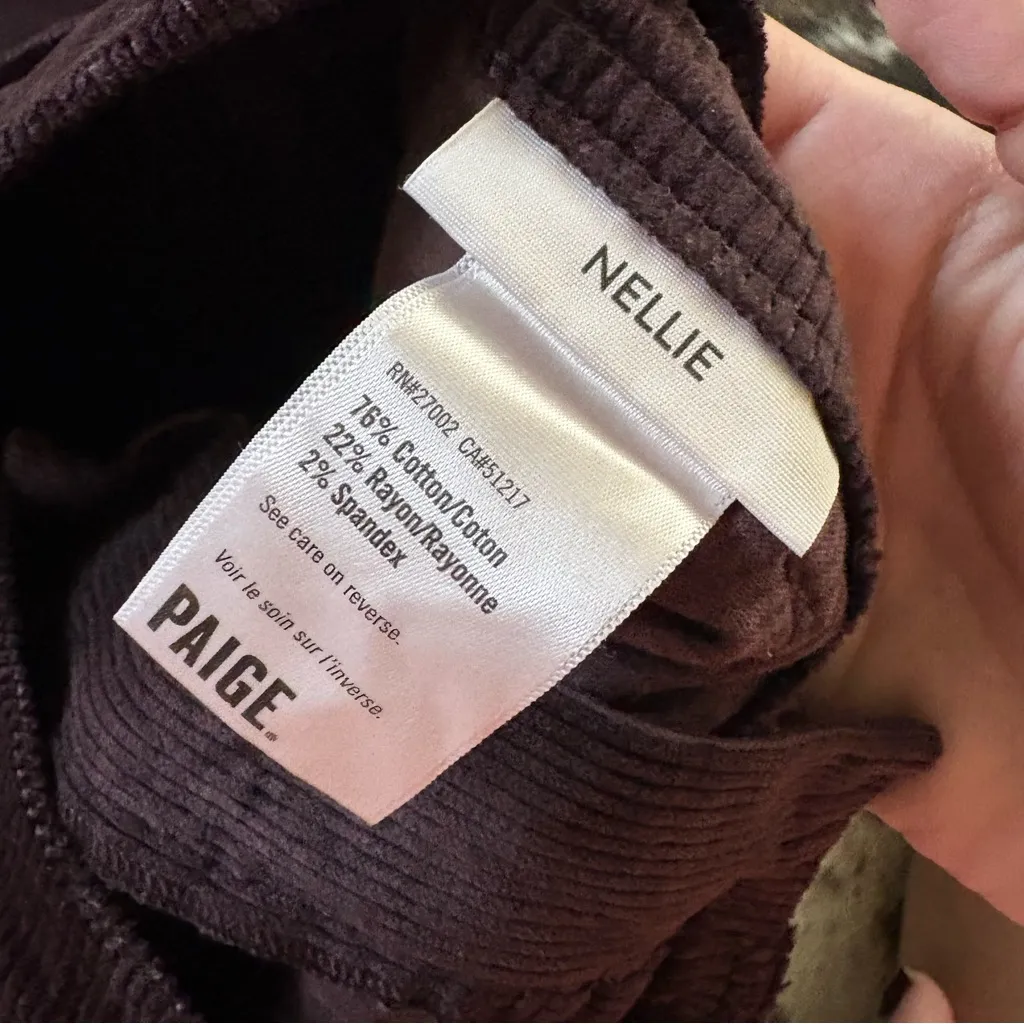 NELLIE
RN#27002 CA#51217
76% Cotton/Coton
22% Rayon/Rayonne
2% Spandex
See care on reverse.
Voir le soin sur l'inverse.
PAIGE